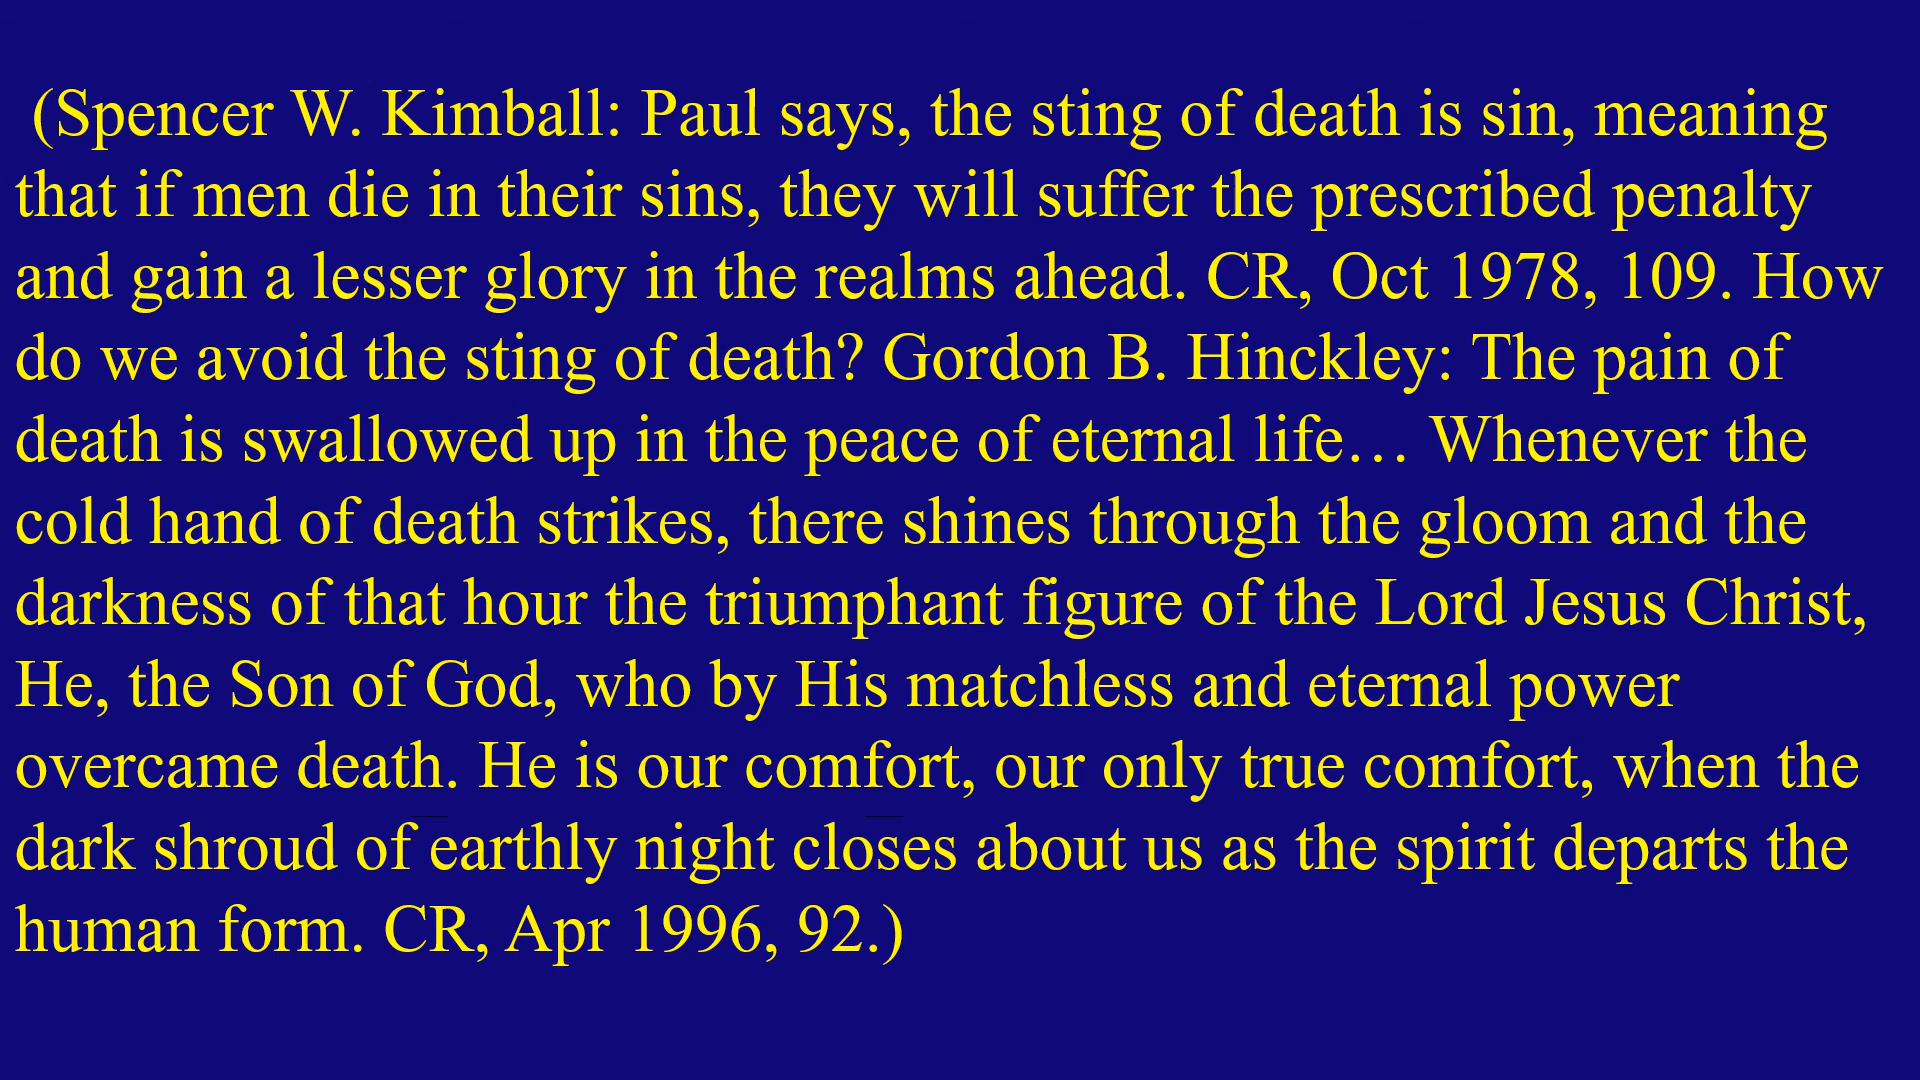 (Spencer W. Kimball: Paul says, the sting of death is sin, meaning
that if men die in their sins, they will suffer the prescribed penalty
and gain a lesser glory in the realms ahead. CR, Oct 1978, 109. How
do we avoid the sting of death? Gordon B. Hinckley: The pain of
death is swallowed up in the peace of eternal life… Whenever the
cold hand of death strikes, there shines through the gloom and the
darkness of that hour the triumphant figure of the Lord Jesus Christ,
He, the Son of God, who by His matchless and eternal power
overcame death. He is our comfort, our only true comfort, when the
dark shroud of earthly night closes about us as the spirit departs the
human form. CR, Apr 1996, 92.)